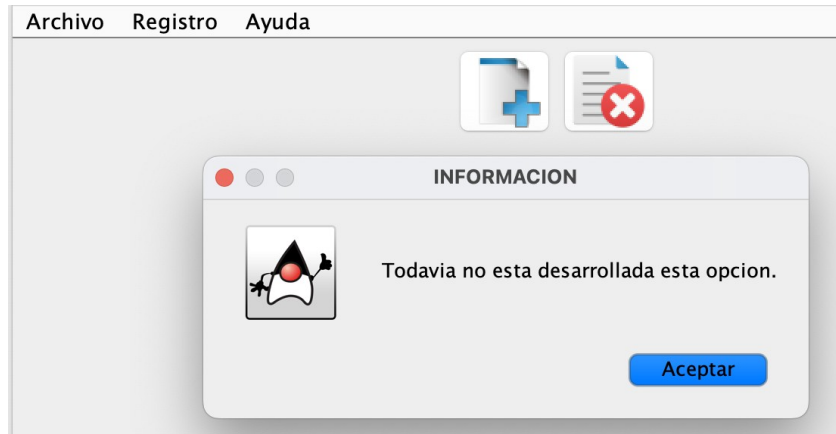 Archivo Registro Ayuda
INFORMACION
Todavia no esta desarrollada esta opcion.
Aceptar